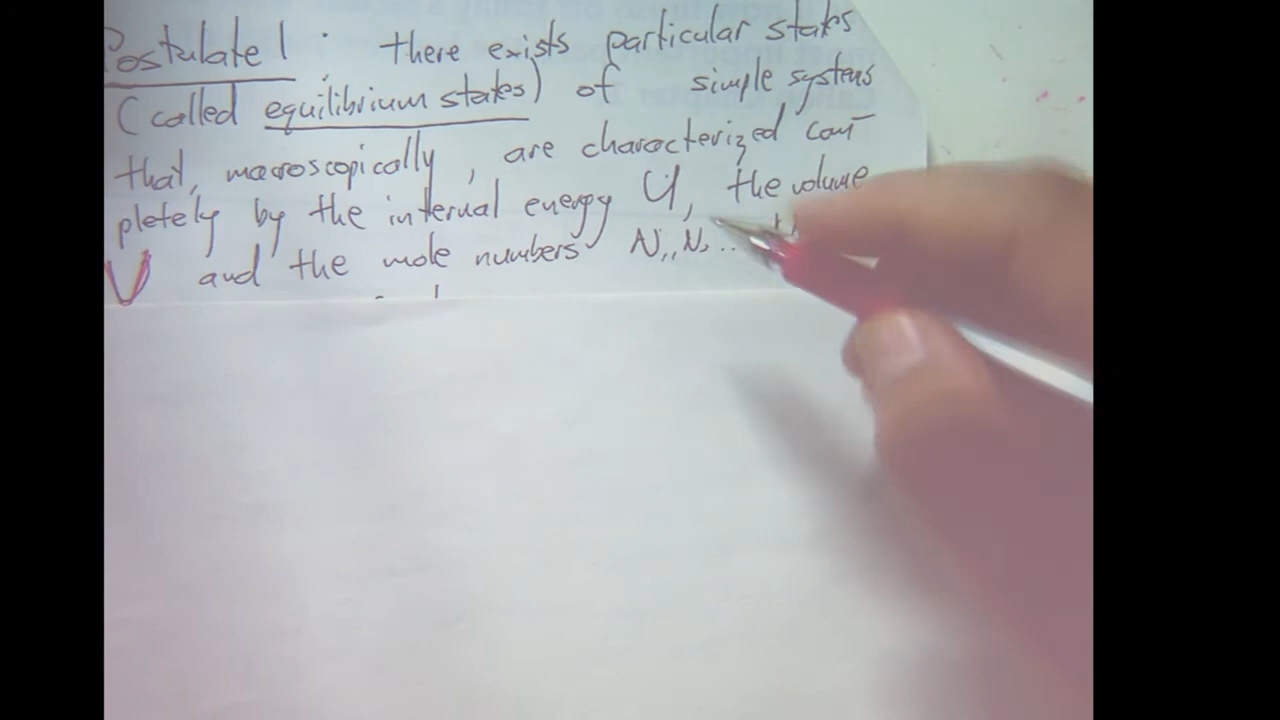 Postulate 1: there exists particular states
(called equilibrium states) of simple systems
that, macroscopically, are characterized com-
pletely by the internal energy U, the volume
V and the mole numbers N₁, N₂ ...